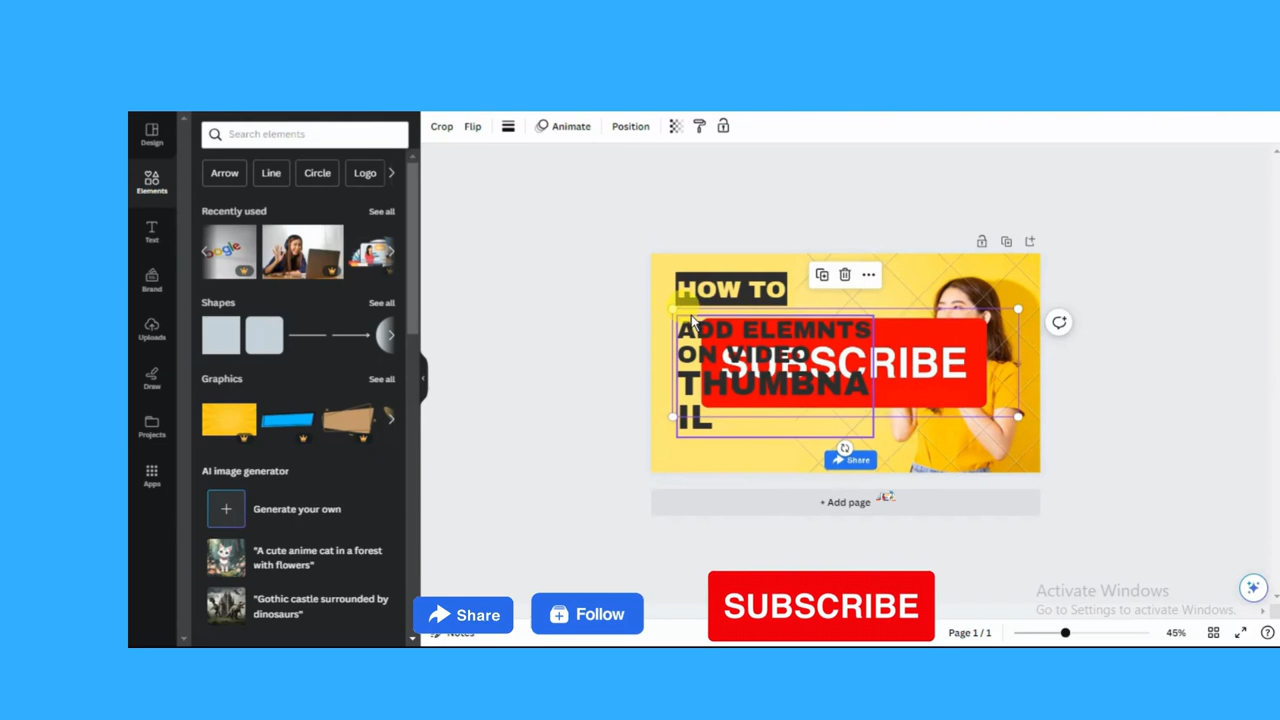 Design
Elements
Text
Brand
Uploads
Draw
Projects
Apps
Search elements
Arrow
Line
Circle
Logo
Recently used
See all
Google
Shapes
See all
Graphics
See all
AI image generator
Generate your own
"A cute anime cat in a forest
with flowers"
"Gothic castle surrounded by
dinosaurs"
Crop
Flip
Animate
Position
HOW TO
ADD ELEMNTS
ON VIDEO
THUMBNA
IL
SUBSCRIBE
Share
+ Add page
Share
Follow
SUBSCRIBE
Activate Windows
Go to Settings to activate Windows.
Notes
Page 1 / 1
45%